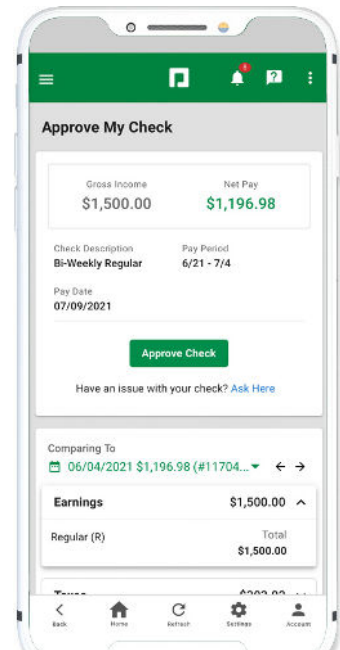 Approve My Check
Gross Income Net Pay
$1,500.00 $1,196.98
Check Description Pay Period
Bi-Weekly Regular 6/21 - 7/4
Pay Date
07/09/2021
Approve Check
Have an issue with your check? Ask Here
Comparing To
06/04/2021 $1,196.98 (#11704...
Earnings $1,500.00
Regular (R) Total
$1,500.00
Back Home Refresh Settings Account